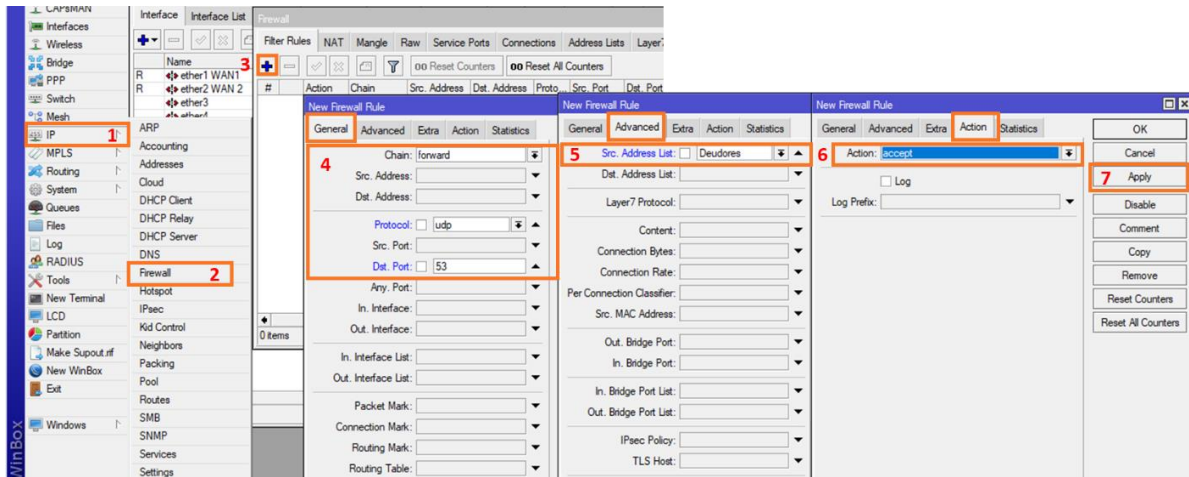 CAPsMAN
Interfaces
Wireless
Bridge
PPP
Switch
Mesh
IP
1
MPLS
Routing
System
Queues
Files
Log
RADIUS
Tools
New Terminal
LCD
Partition
Make Supout.rif
New WinBox
Exit
Windows
WinBox
ARP
Accounting
Addresses
Cloud
DHCP Client
DHCP Relay
DHCP Server
DNS
Firewall
2
Hotspot
IPsec
Kid Control
Neighbors
Packing
Pool
Routes
SMB
SNMP
Services
Settings
Interface Interface List
Name
R ether1 WAN1
R ether2 WAN 2
ether3
ether4
Firewall
Filter Rules NAT Mangle Raw Service Ports Connections Address Lists Layer7
3
00 Reset Counters 00 Reset All Counters
# Action Chain Src. Address Dst. Address Proto... Src. Port Dst. Port
0 items
New Firewall Rule
General Advanced Extra Action Statistics
4
Chain: forward
Src. Address:
Dst. Address:
Protocol: udp
Src. Port:
Dst. Port: 53
Any. Port:
In. Interface:
Out. Interface:
In. Interface List:
Out. Interface List:
Packet Mark:
Connection Mark:
Routing Mark:
Routing Table:
New Firewall Rule
General Advanced Extra Action Statistics
5
Src. Address List: Deudores
Dst. Address List:
Layer7 Protocol:
Content:
Connection Bytes:
Connection Rate:
Per Connection Classifier:
Src. MAC Address:
Out. Bridge Port:
In. Bridge Port:
In. Bridge Port List:
Out. Bridge Port List:
IPsec Policy:
TLS Host:
New Firewall Rule
General Advanced Extra Action Statistics
6
Action: accept
Log
Log Prefix:
OK
Cancel
7
Apply
Disable
Comment
Copy
Remove
Reset Counters
Reset All Counters